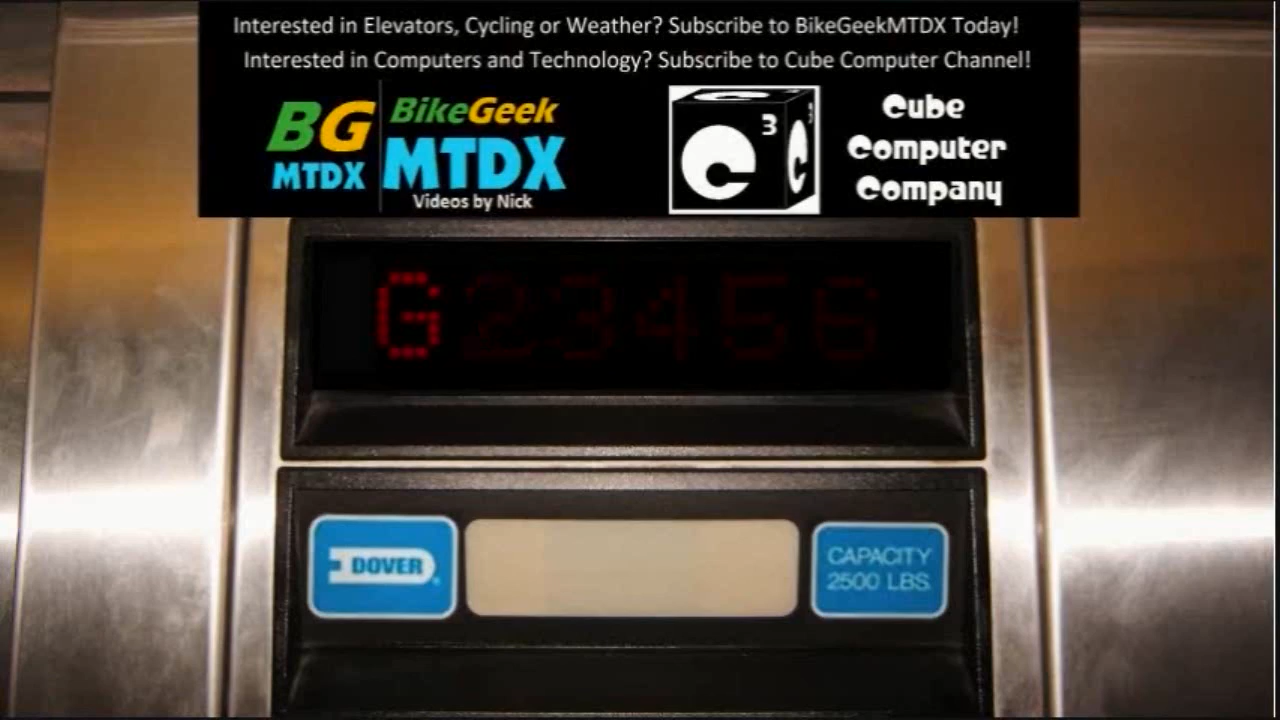 Interested in Elevators, Cycling or Weather? Subscribe to BikeGeekMTDX Today!
Interested in Computers and Technology? Subscribe to Cube Computer Channel!
BG
MTDX
BikeGeek
MTDX
Videos by Nick
C 3 C 3
Cube
Computer
Company
G23456
DOVER
CAPACITY
2500 LBS.